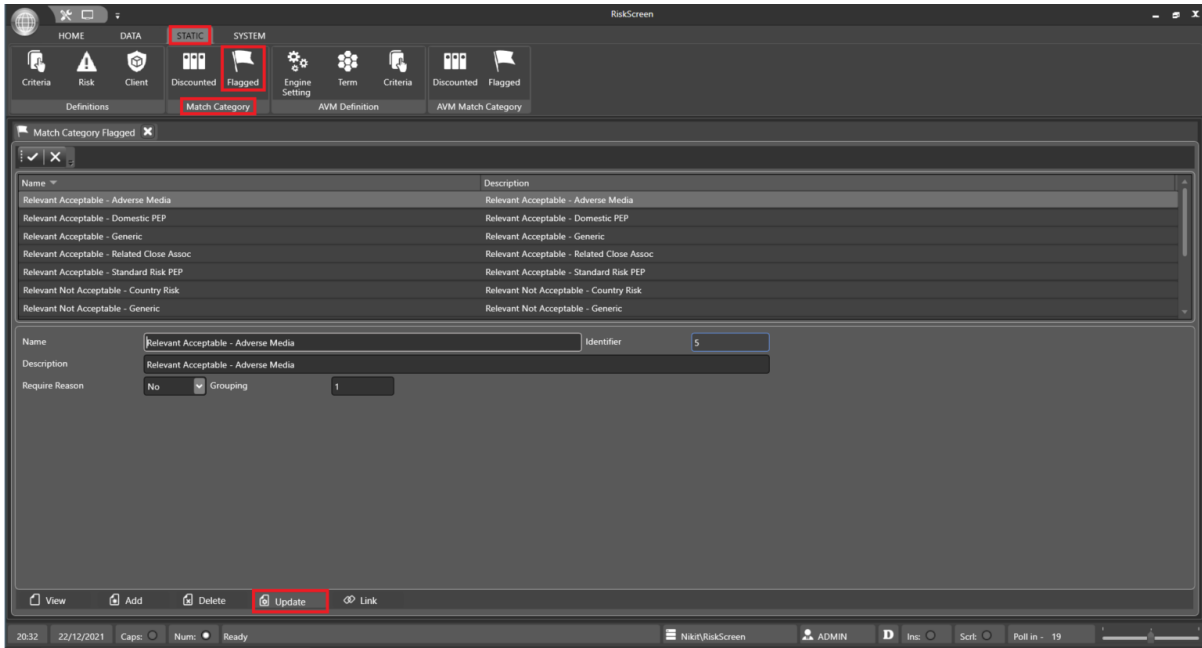 RiskScreen
HOME DATA STATIC SYSTEM
Criteria Risk Client Discounted Flagged Engine Setting Term Criteria Discounted Flagged
Definitions Match Category AVM Definition AVM Match Category
Match Category Flagged
Name Description
Relevant Acceptable - Adverse Media Relevant Acceptable - Adverse Media
Relevant Acceptable - Domestic PEP Relevant Acceptable - Domestic PEP
Relevant Acceptable - Generic Relevant Acceptable - Generic
Relevant Acceptable - Related Close Assoc Relevant Acceptable - Related Close Assoc
Relevant Acceptable - Standard Risk PEP Relevant Acceptable - Standard Risk PEP
Relevant Not Acceptable - Country Risk Relevant Not Acceptable - Country Risk
Relevant Not Acceptable - Generic Relevant Not Acceptable - Generic
Name Relevant Acceptable - Adverse Media Identifier 5
Description Relevant Acceptable - Adverse Media
Require Reason No Grouping 1
View Add Delete Update Link
20:32 22/12/2021 Caps: Num: Ready Nikit\RiskScreen ADMIN D Ins: Scrl: Poll in - 19